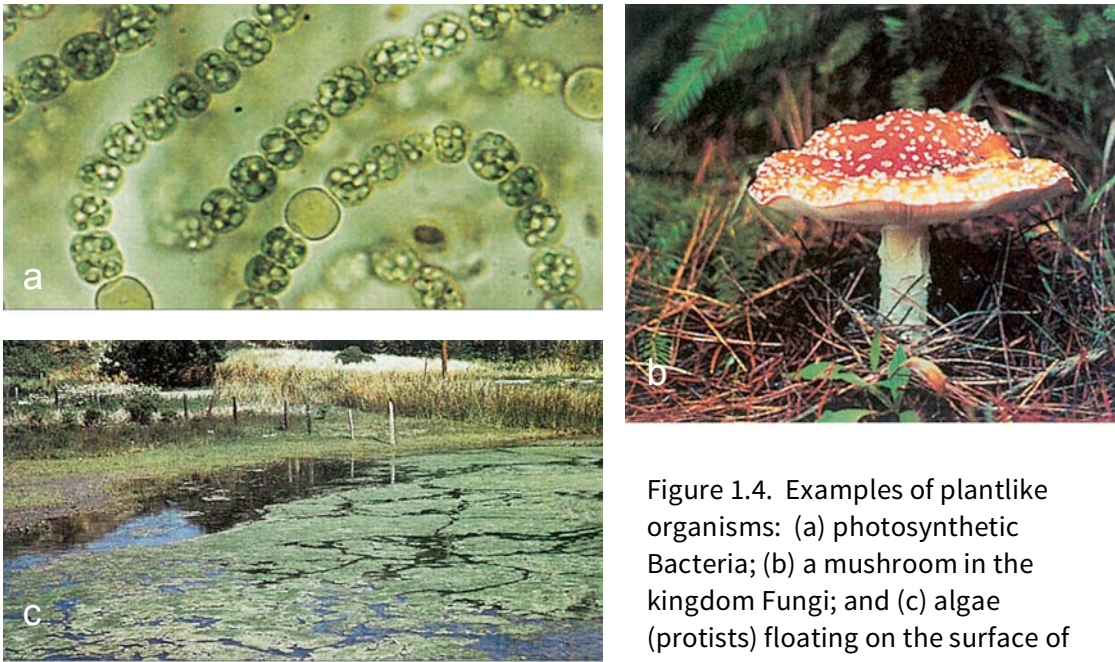 a
b
c
Figure 1.4. Examples of plantlike
organisms: (a) photosynthetic
Bacteria; (b) a mushroom in the
kingdom Fungi; and (c) algae
(protists) floating on the surface of